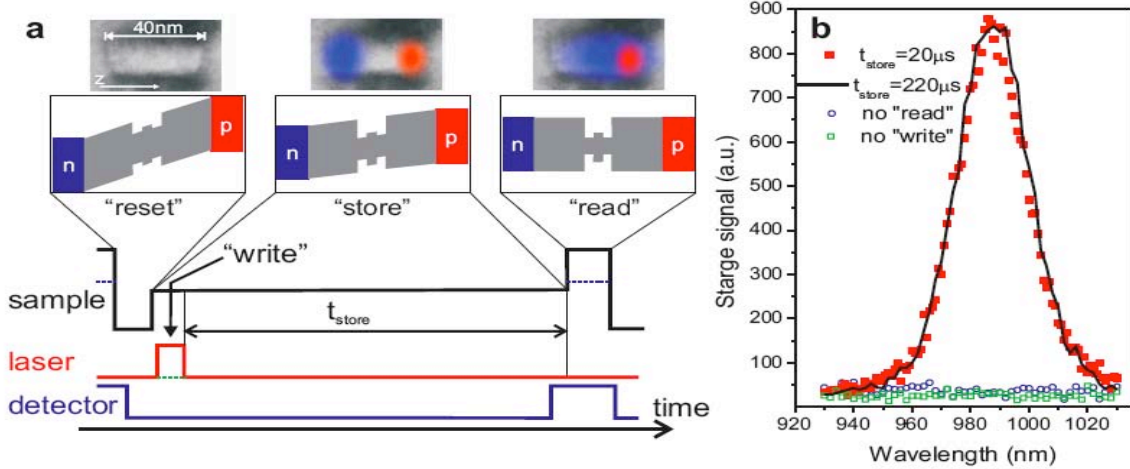 a
40nm
z
n
p
n
p
n
p
"reset"
"store"
"read"
"write"
sample
t_store
laser
detector
time
b
Starge signal (a.u.)
900
800
700
600
500
400
300
200
100
t_store=20μs
t_store=220μs
no "read"
no "write"
920 940 960 980 1000 1020
Wavelength (nm)